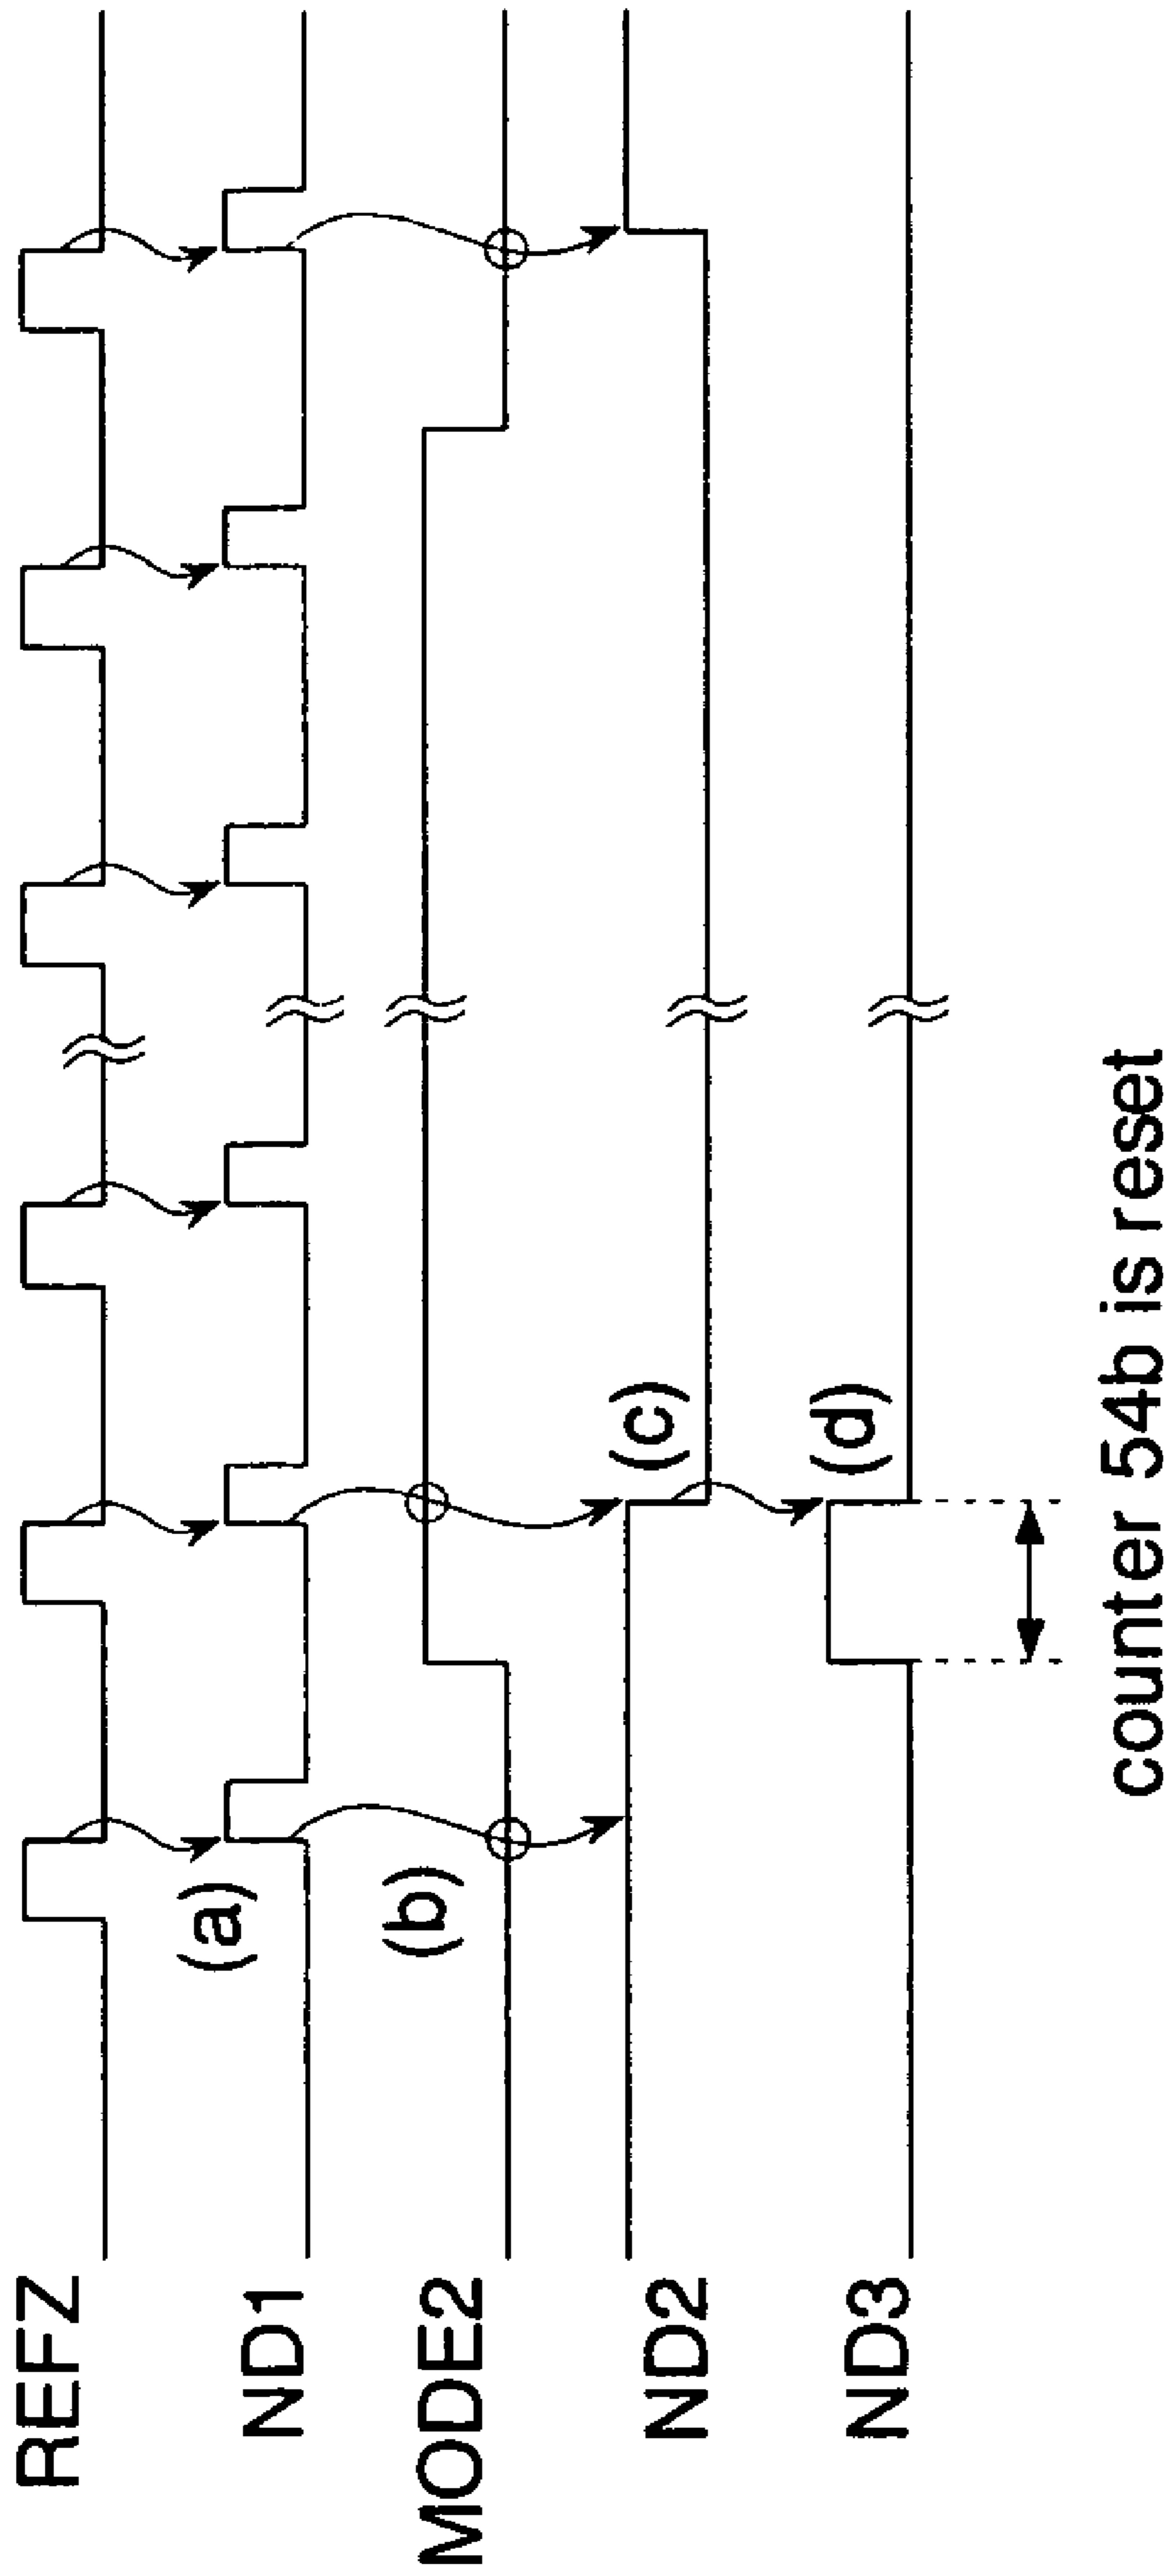 REFZ
ND1
(a)
MODE2
(b)
ND2
(c)
ND3
(d)
counter 54b is reset